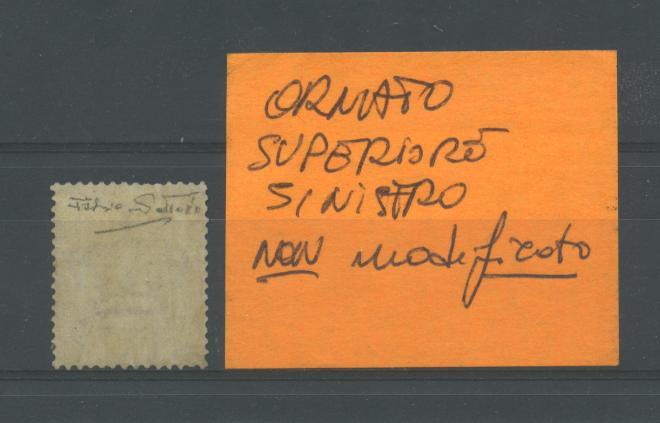 ORNATO
SUPERIORE
SINISTRO
NON modificato